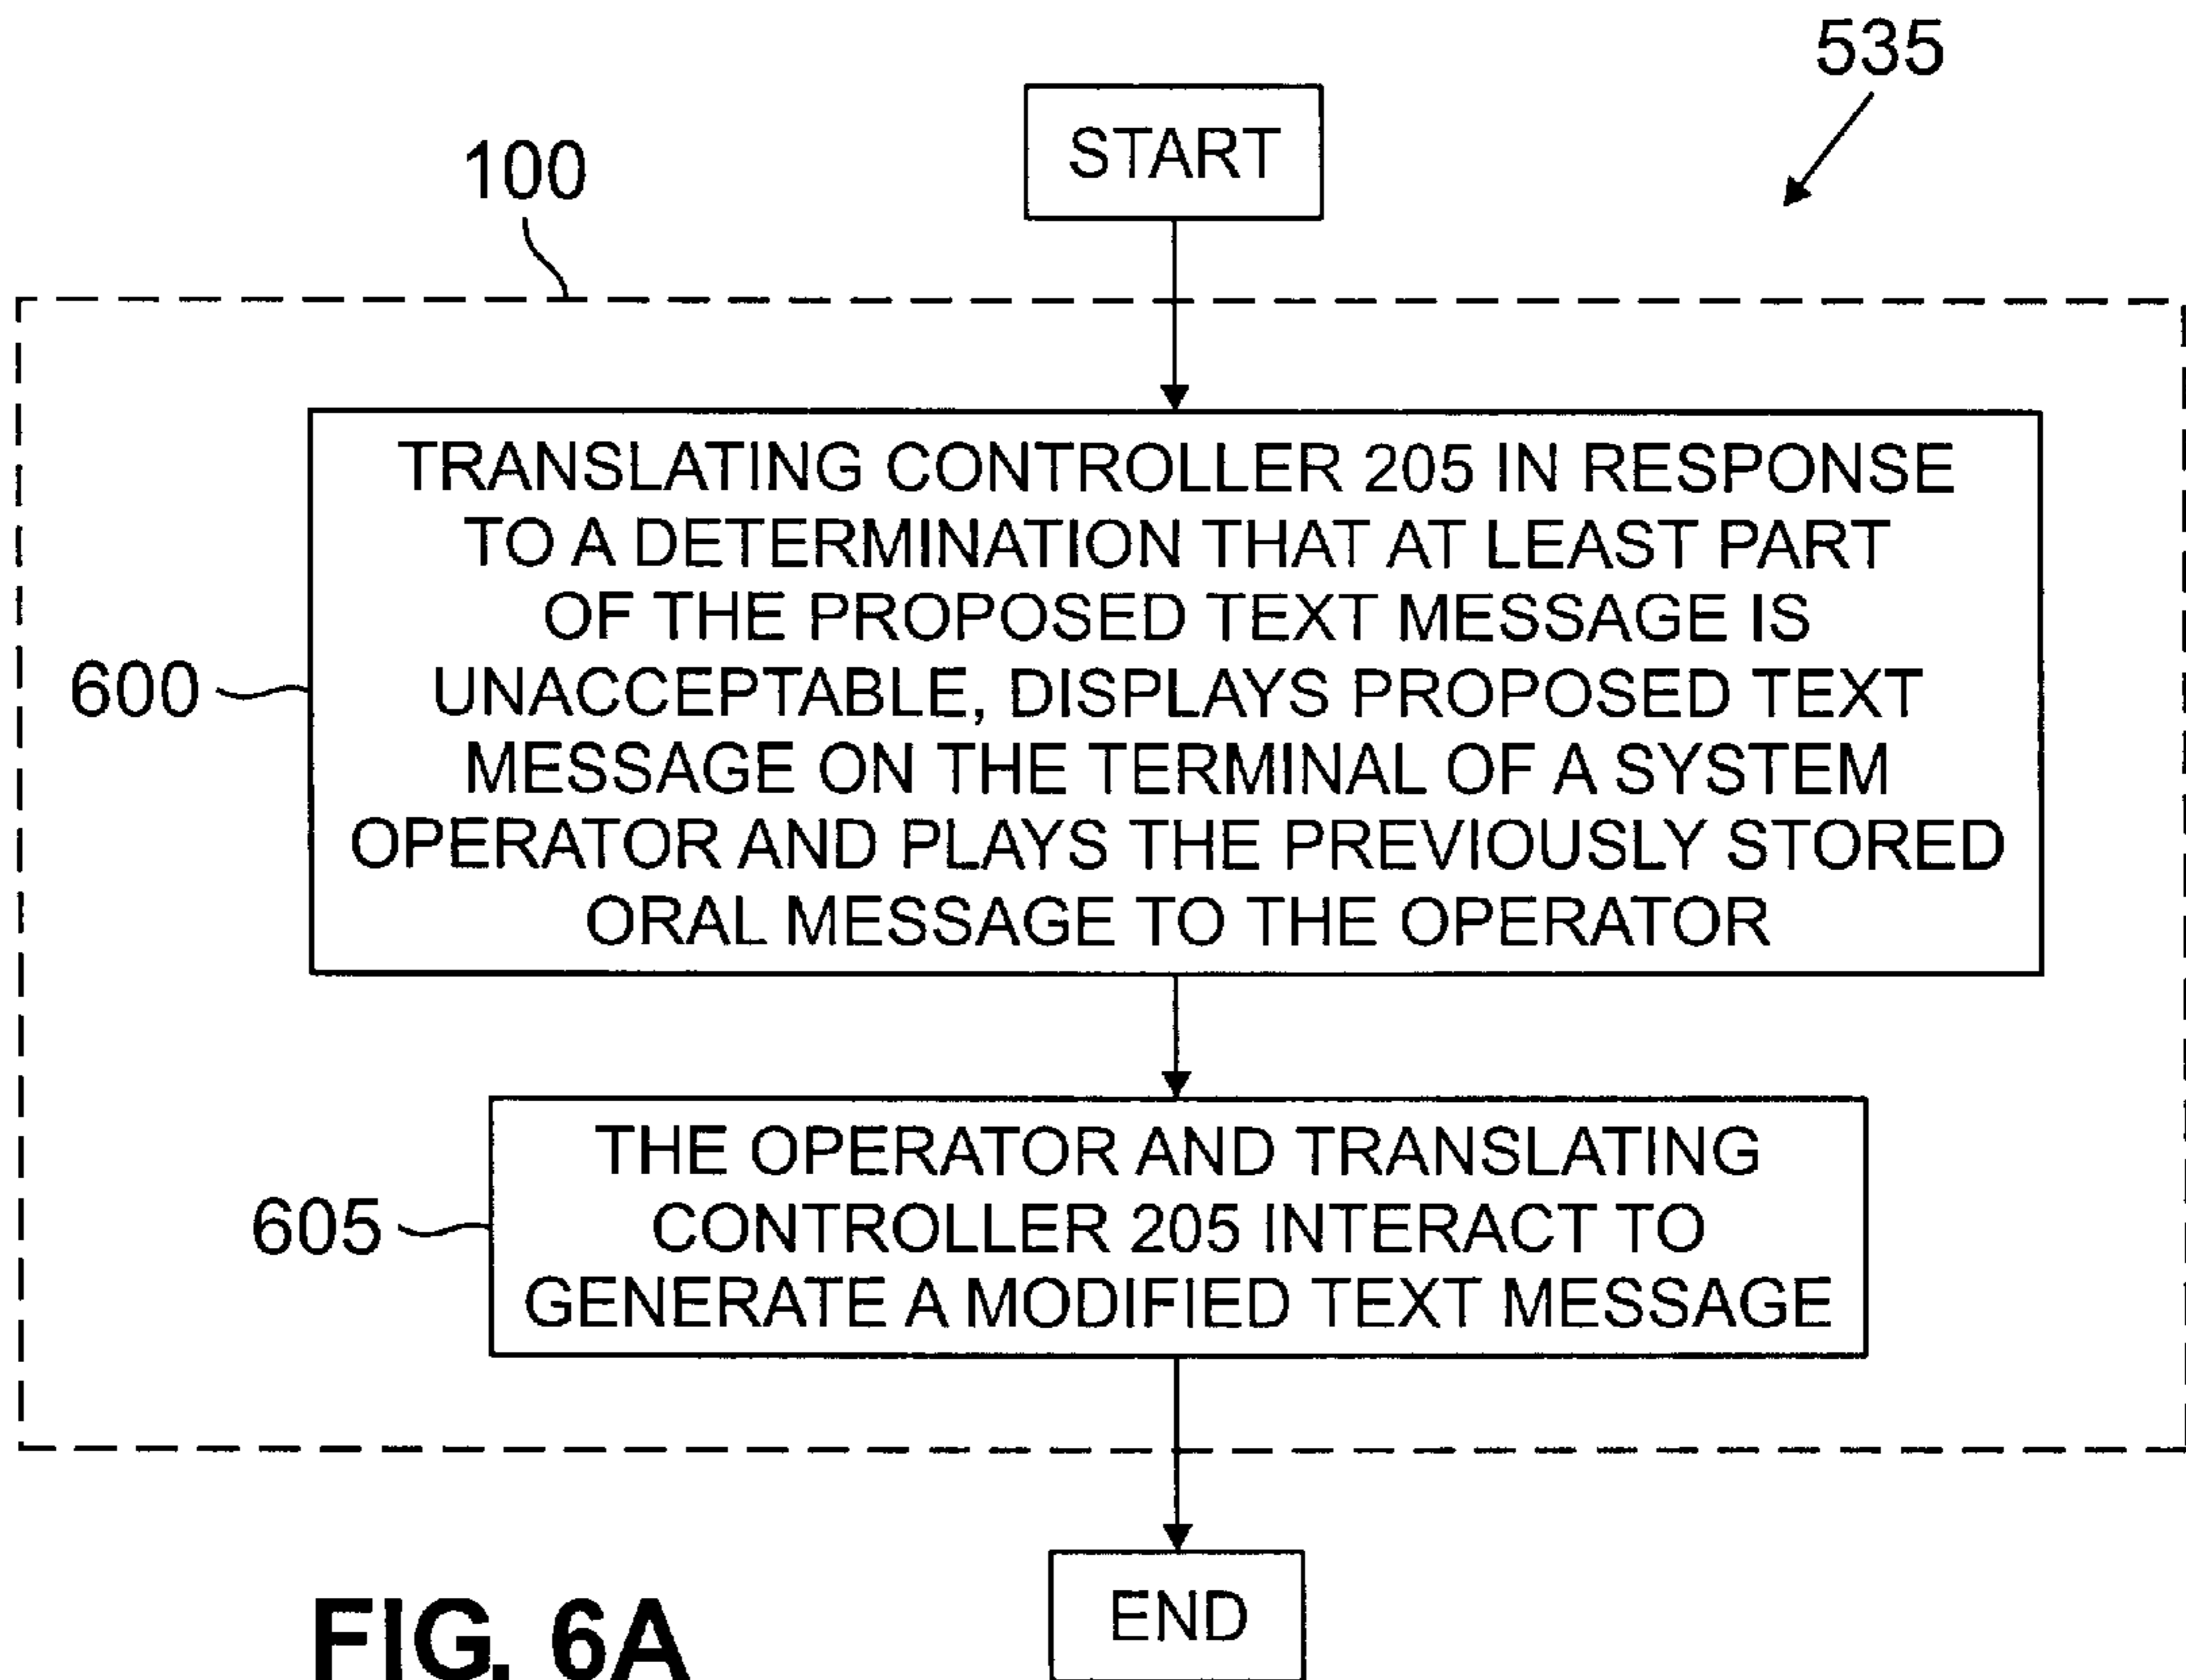 535
START
100
TRANSLATING CONTROLLER 205 IN RESPONSE
TO A DETERMINATION THAT AT LEAST PART
OF THE PROPOSED TEXT MESSAGE IS
UNACCEPTABLE, DISPLAYS PROPOSED TEXT
MESSAGE ON THE TERMINAL OF A SYSTEM
OPERATOR AND PLAYS THE PREVIOUSLY STORED
ORAL MESSAGE TO THE OPERATOR
600
THE OPERATOR AND TRANSLATING
CONTROLLER 205 INTERACT TO
GENERATE A MODIFIED TEXT MESSAGE
605
END
FIG. 6A